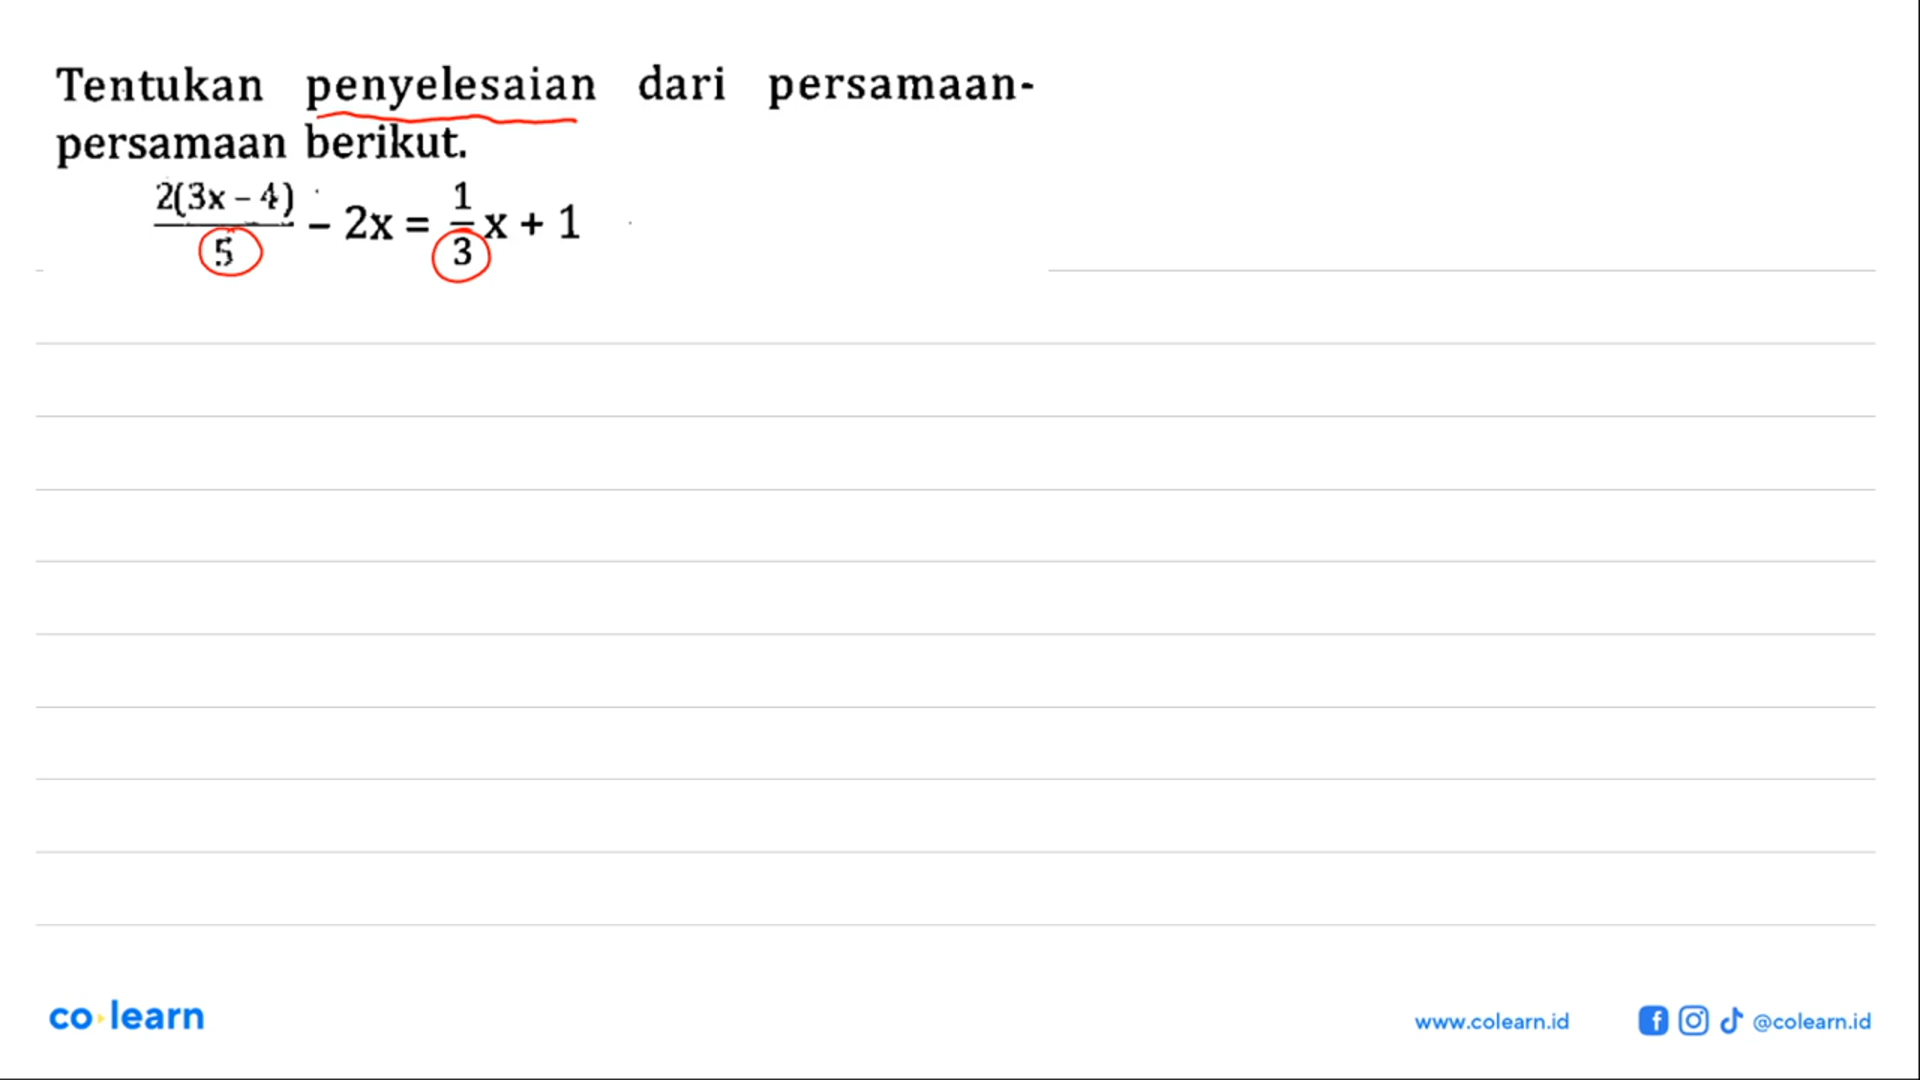 Tentukan penyelesaian dari persamaan-
persamaan berikut.
2(3x – 4)/5 – 2x = 1/3 x + 1
co learn
www.colearn.id @colearn.id